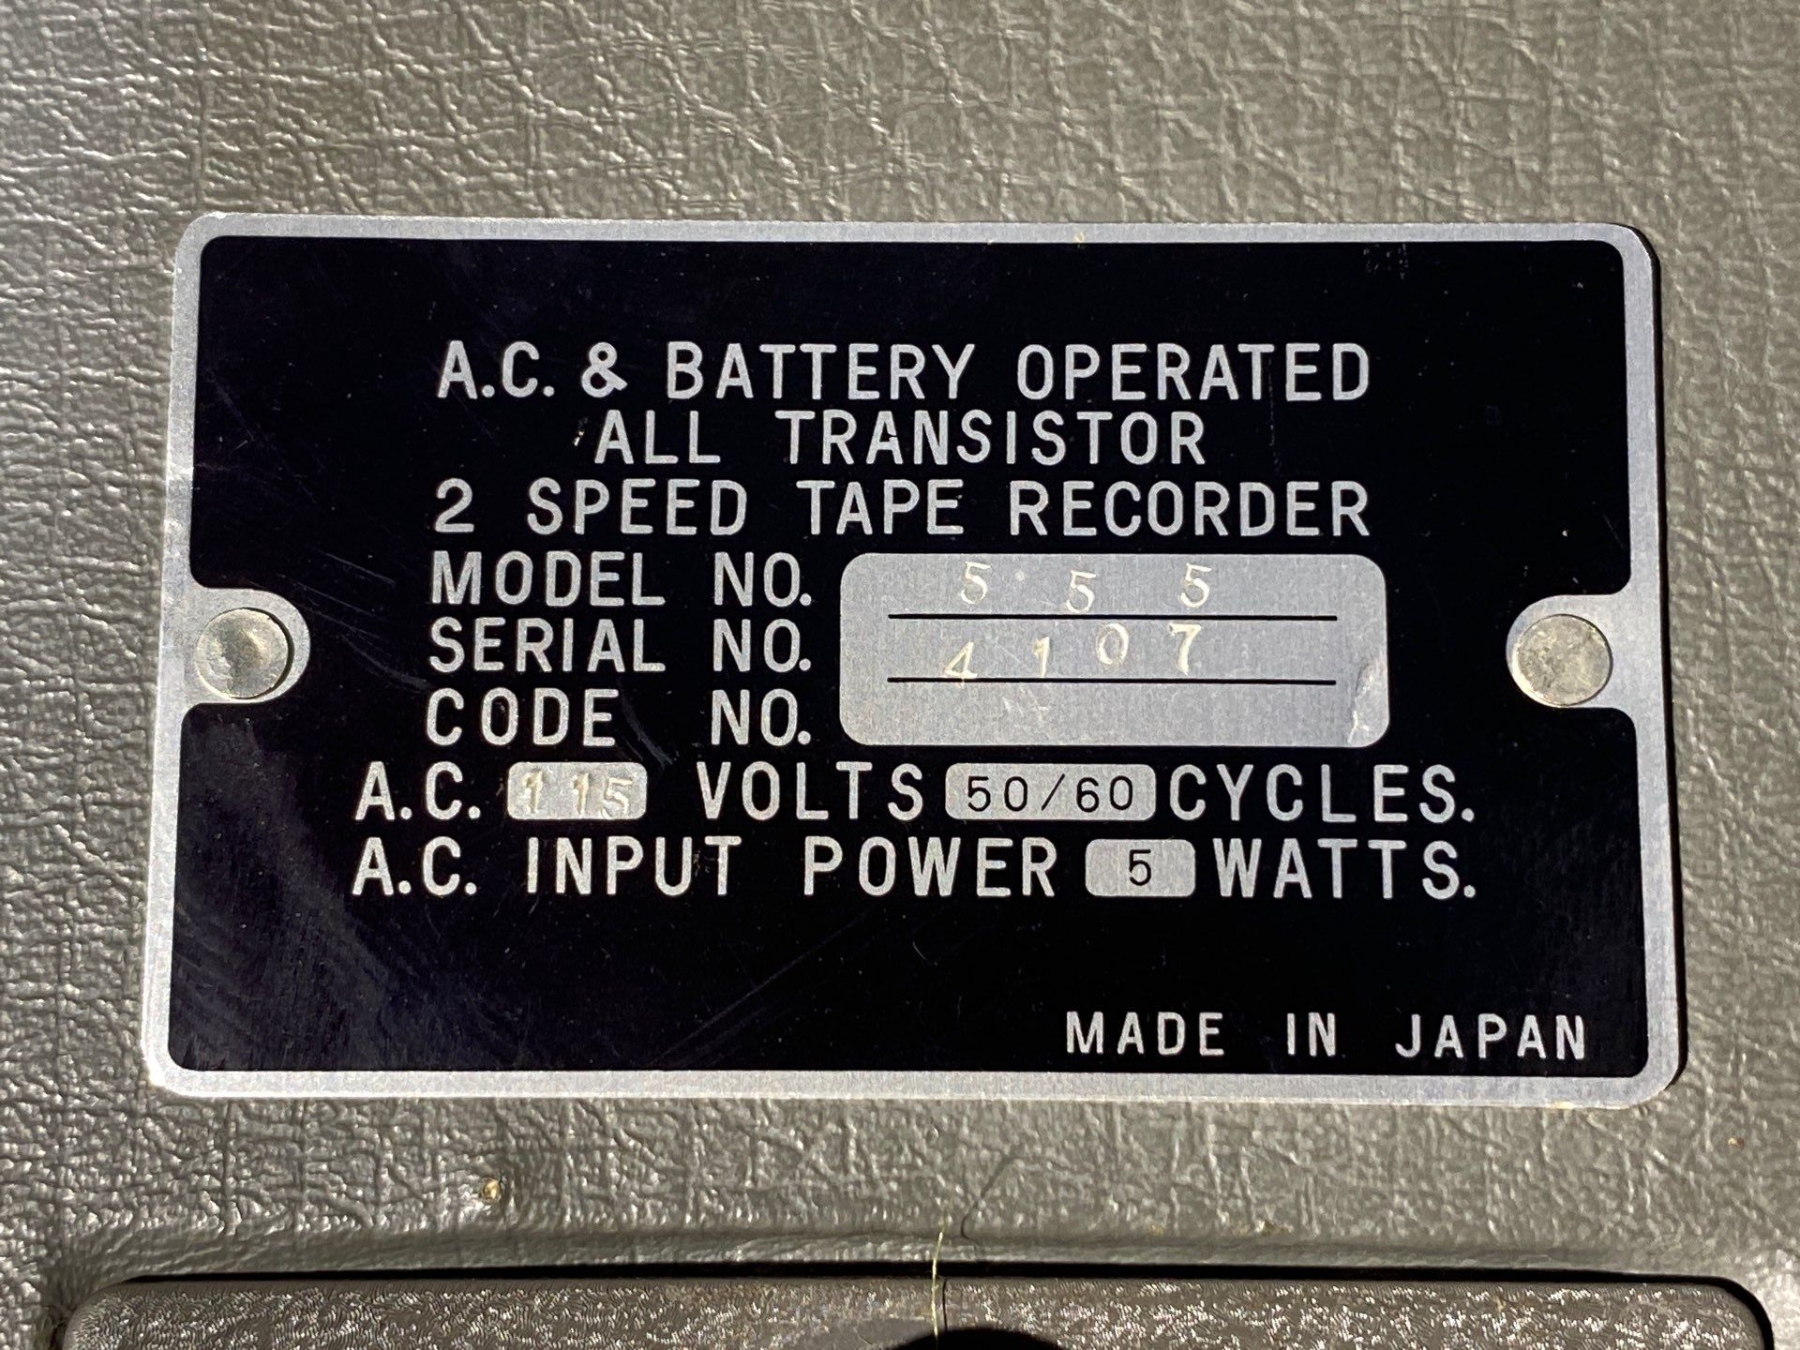 A.C. & BATTERY OPERATED
ALL TRANSISTOR
2 SPEED TAPE RECORDER
MODEL NO. 555
SERIAL NO. 4107
CODE NO.
A.C. 115 VOLTS 50/60 CYCLES.
A.C. INPUT POWER 5 WATTS.
MADE IN JAPAN